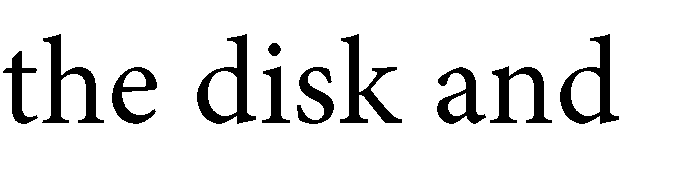 the disk and